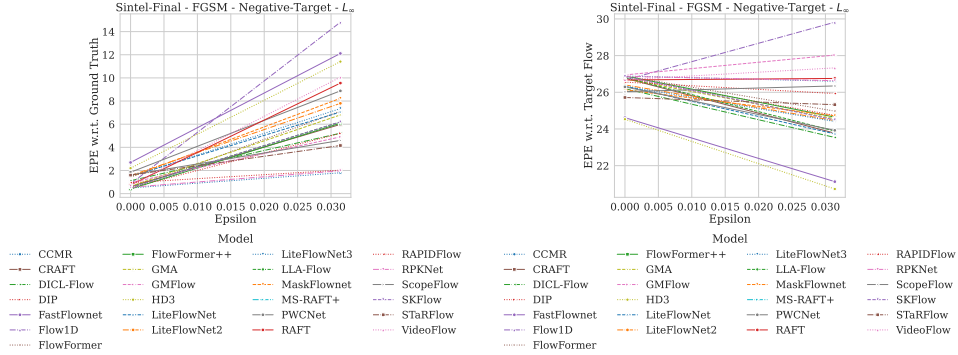 Sintel-Final - FGSM - Negative-Target - L∞
EPE w.r.t. Ground Truth
14
12
10
8
6
4
2
0
0.000 0.005 0.010 0.015 0.020 0.025 0.030
Epsilon
Model
CCMR FlowFormer++ LiteFlowNet3 RAPIDFlow
CRAFT GMA LLA-Flow RPKNet
DICL-Flow GMFlow MaskFlownet ScopeFlow
DIP HD3 MS-RAFT+ SKFlow
FastFlownet LiteFlowNet PWCNet STaRFlow
Flow1D LiteFlowNet2 RAFT VideoFlow
FlowFormer
Sintel-Final - FGSM - Negative-Target - L∞
EPE w.r.t. Target Flow
30
28
26
24
22
0.000 0.005 0.010 0.015 0.020 0.025 0.030
Epsilon
Model
CCMR FlowFormer++ LiteFlowNet3 RAPIDFlow
CRAFT GMA LLA-Flow RPKNet
DICL-Flow GMFlow MaskFlownet ScopeFlow
DIP HD3 MS-RAFT+ SKFlow
FastFlownet LiteFlowNet PWCNet STaRFlow
Flow1D LiteFlowNet2 RAFT VideoFlow
FlowFormer